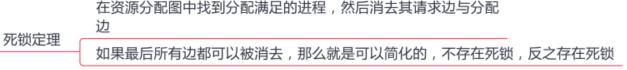 在资源分配图中找到分配满足的进程，然后消去其请求边与分配
边
死锁定理
如果最后所有边都可以被消去，那么就是可以简化的，不存在死锁，反之存在死锁